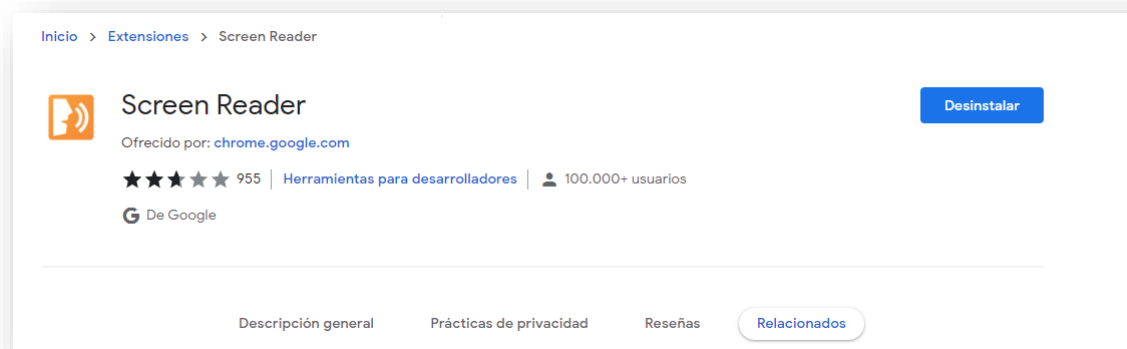 Inicio > Extensiones > Screen Reader
Screen Reader
Desinstalar
Ofrecido por: chrome.google.com
955 | Herramientas para desarrolladores | 100.000+ usuarios
G De Google
Descripción general Prácticas de privacidad Reseñas Relacionados